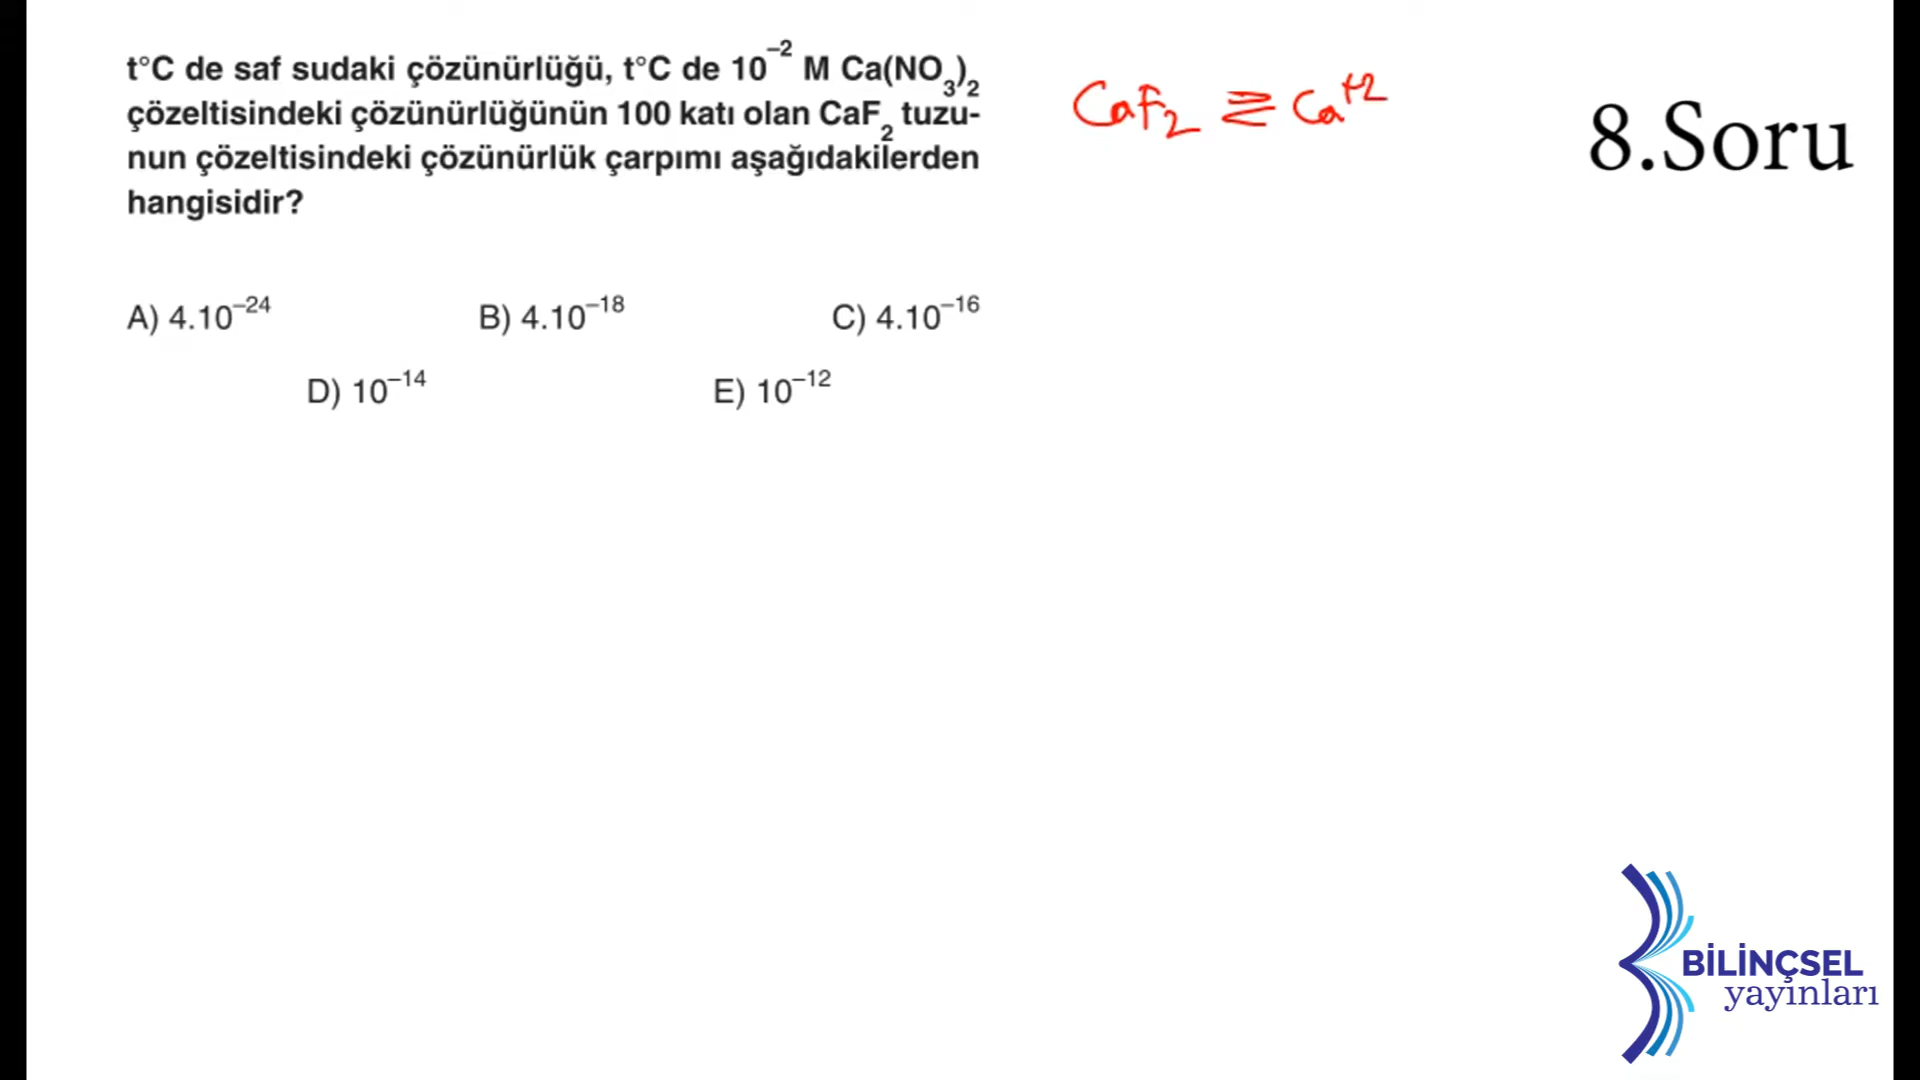 t°C de saf sudaki çözünürlüğü, t°C de 10⁻² M Ca(NO₃)₂
çözeltisindeki çözünürlüğünün 100 katı olan CaF₂ tuzu-
nun çözeltisindeki çözünürlük çarpımı aşağıdakilerden
hangisidir?
A) 4.10⁻²⁴ B) 4.10⁻¹⁸ C) 4.10⁻¹⁶
D) 10⁻¹⁴ E) 10⁻¹²
CaF₂ ⇌ Ca⁺²
8.Soru
BİLİNÇSEL
yayınları